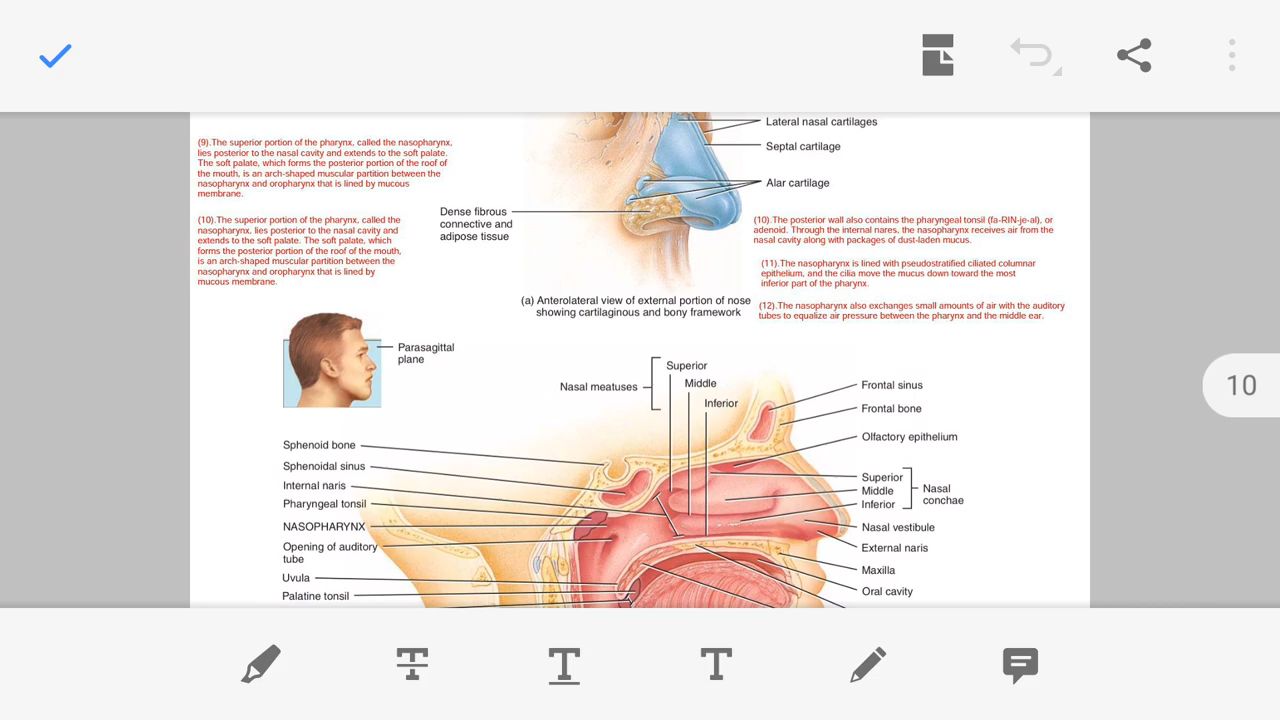 Lateral nasal cartilages
(9).The superior portion of the pharynx, called the nasopharynx,
lies posterior to the nasal cavity and extends to the soft palate.
The soft palate, which forms the posterior portion of the roof of
the mouth, is an arch-shaped muscular partition between the
nasopharynx and oropharynx that is lined by mucous
membrane.
Septal cartilage
Alar cartilage
Dense fibrous
connective and
adipose tissue
(10).The superior portion of the pharynx, called the
nasopharynx, lies posterior to the nasal cavity and
extends to the soft palate. The soft palate, which
forms the posterior portion of the roof of the mouth,
is an arch-shaped muscular partition between the
nasopharynx and oropharynx that is lined by
mucous membrane.
(10).The posterior wall also contains the pharyngeal tonsil (fa-RIN-je-al), or
adenoid. Through the internal nares, the nasopharynx receives air from the
nasal cavity along with packages of dust-laden mucus.
(11).The nasopharynx is lined with pseudostratified ciliated columnar
epithelium, and the cilia move the mucus down toward the most
inferior part of the pharynx.
(a) Anterolateral view of external portion of nose
showing cartilaginous and bony framework
(12).The nasopharynx also exchanges small amounts of air with the auditory
tubes to equalize air pressure between the pharynx and the middle ear.
Parasagittal
plane
Nasal meatuses
Superior
Middle
Inferior
Frontal sinus
Frontal bone
Olfactory epithelium
Superior
Middle
Inferior
Nasal
conchae
Nasal vestibule
External naris
Maxilla
Oral cavity
Sphenoid bone
Sphenoidal sinus
Internal naris
Pharyngeal tonsil
NASOPHARYNX
Opening of auditory
tube
Uvula
Palatine tonsil
10
T
T
T